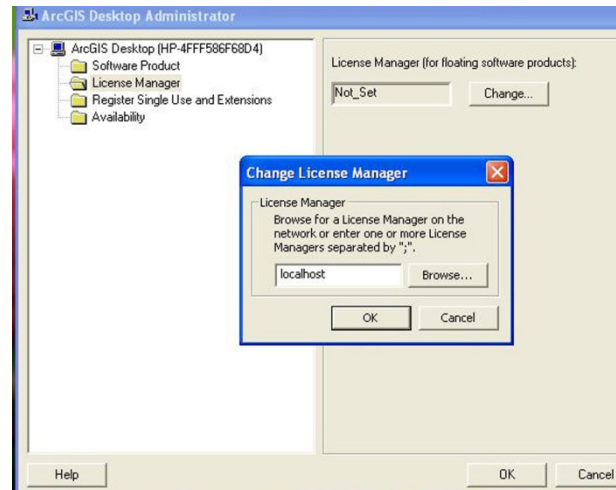 ArcGIS Desktop Administrator
ArcGIS Desktop (HP-4FFF586F68D4)
Software Product
License Manager
Register Single Use and Extensions
Availability
License Manager (for floating software products):
Not_Set
Change...
Change License Manager
License Manager
Browse for a License Manager on the
network or enter one or more License
Managers separated by ";".
localhost
Browse...
OK
Cancel
Help
OK
Cancel